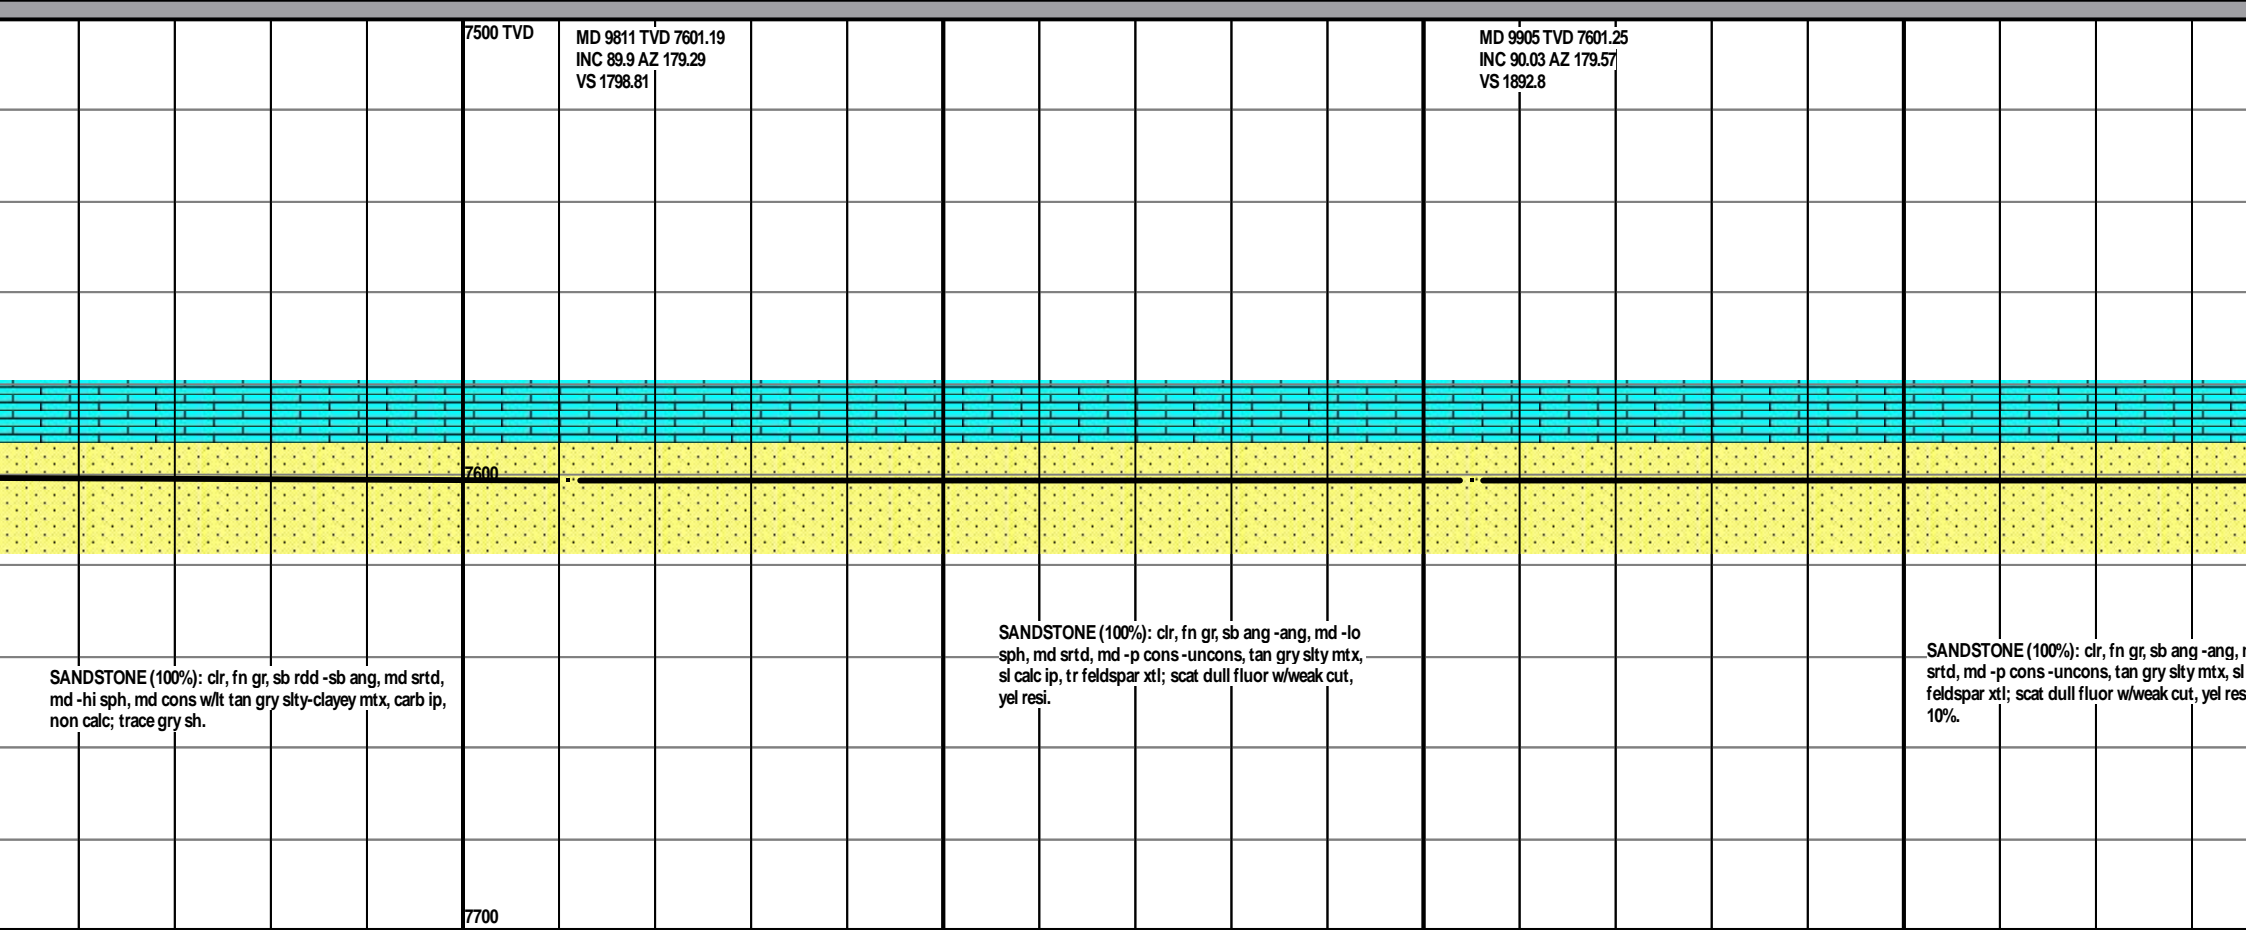 7500 TVD
MD 9811 TVD 7601.19
INC 89.9 AZ 179.29
VS 1798.81
MD 9905 TVD 7601.25
INC 90.03 AZ 179.57
VS 1892.8
7600
SANDSTONE (100%): clr, fn gr, sb rdd -sb ang, md srtd,
md -hi sph, md cons w/lt tan gry slty-clayey mtx, carb ip,
non calc; trace gry sh.
SANDSTONE (100%): clr, fn gr, sb ang -ang, md -lo
sph, md srtd, md -p cons -uncons, tan gry slty mtx,
sl calc ip, tr feldspar xtl; scat dull fluor w/weak cut,
yel resi.
SANDSTONE (100%): clr, fn gr, sb ang -ang,
srtd, md -p cons -uncons, tan gry slty mtx, sl
feldspar xtl; scat dull fluor w/weak cut, yel res
10%.
7700